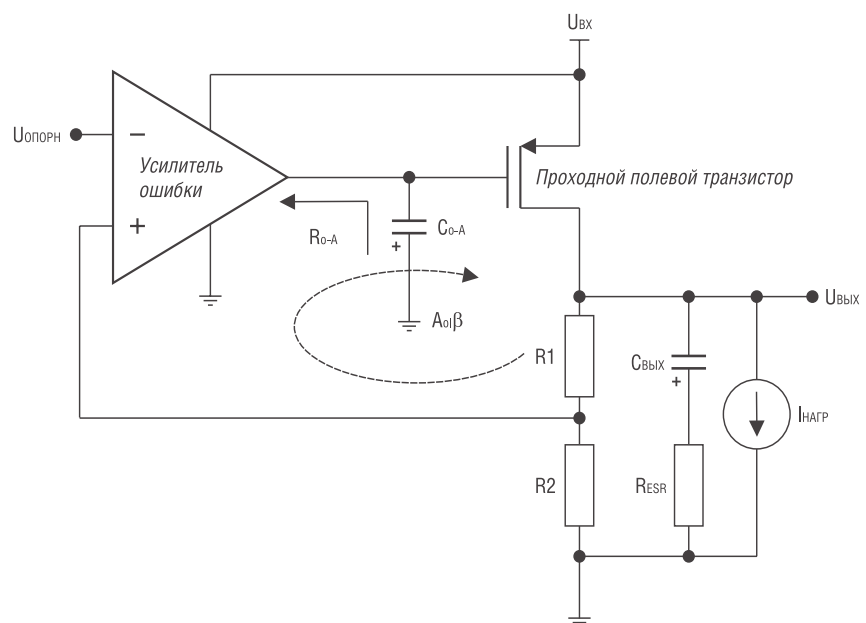 Uвх
Uопорн
−
Усилитель
ошибки
+
Проходной полевой транзистор
Ro-A
+
Co-A
Aolβ
Uвых
R1
Cвых
+
Iнагр
R2
RESR